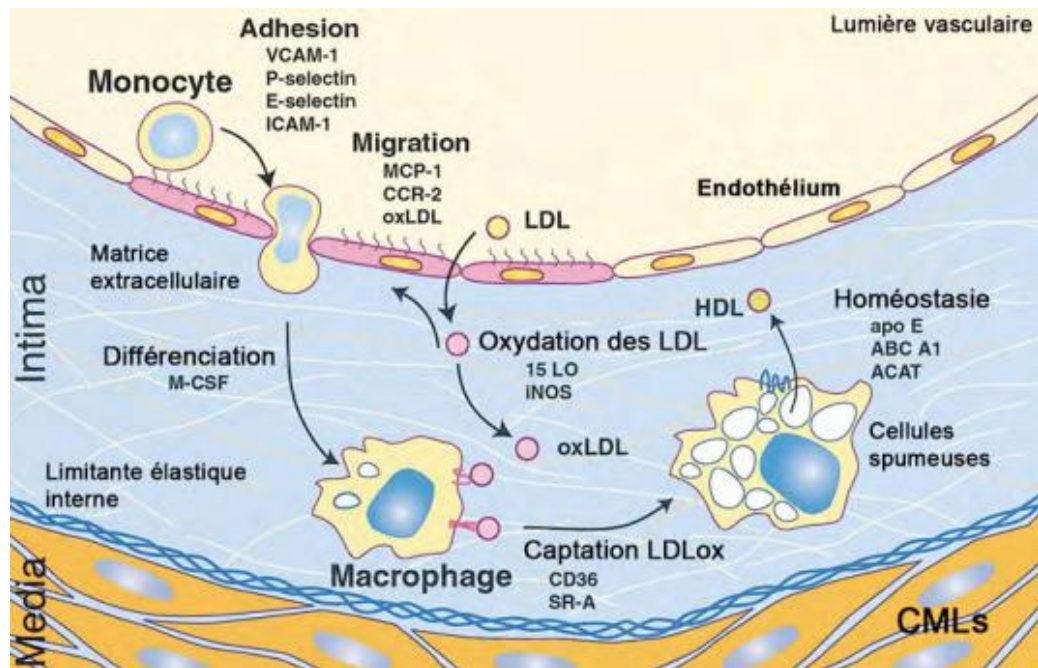 Lumière vasculaire
Adhesion
VCAM-1
P-selectin
E-selectin
ICAM-1
Monocyte
Migration
MCP-1
CCR-2
oxLDL
LDL
Endothélium
Matrice
extracellulaire
Intima
HDL
Homéostasie
apo E
ABC A1
ACAT
Oxydation des LDL
15 LO
iNOS
Différenciation
M-CSF
oxLDL
Cellules
spumeuses
Limitante élastique
interne
Captation LDLox
CD36
SR-A
Macrophage
Media
CMLs